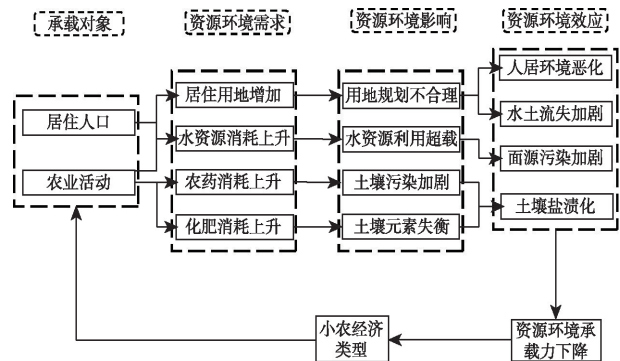 承载对象
资源环境需求
资源环境影响
资源环境效应
居住人口
农业活动
居住用地增加
水资源消耗上升
农药消耗上升
化肥消耗上升
用地规划不合理
水资源利用超载
土壤污染加剧
土壤元素失衡
人居环境恶化
水土流失加剧
面源污染加剧
土壤盐渍化
小农经济
类型
资源环境承
载力下降